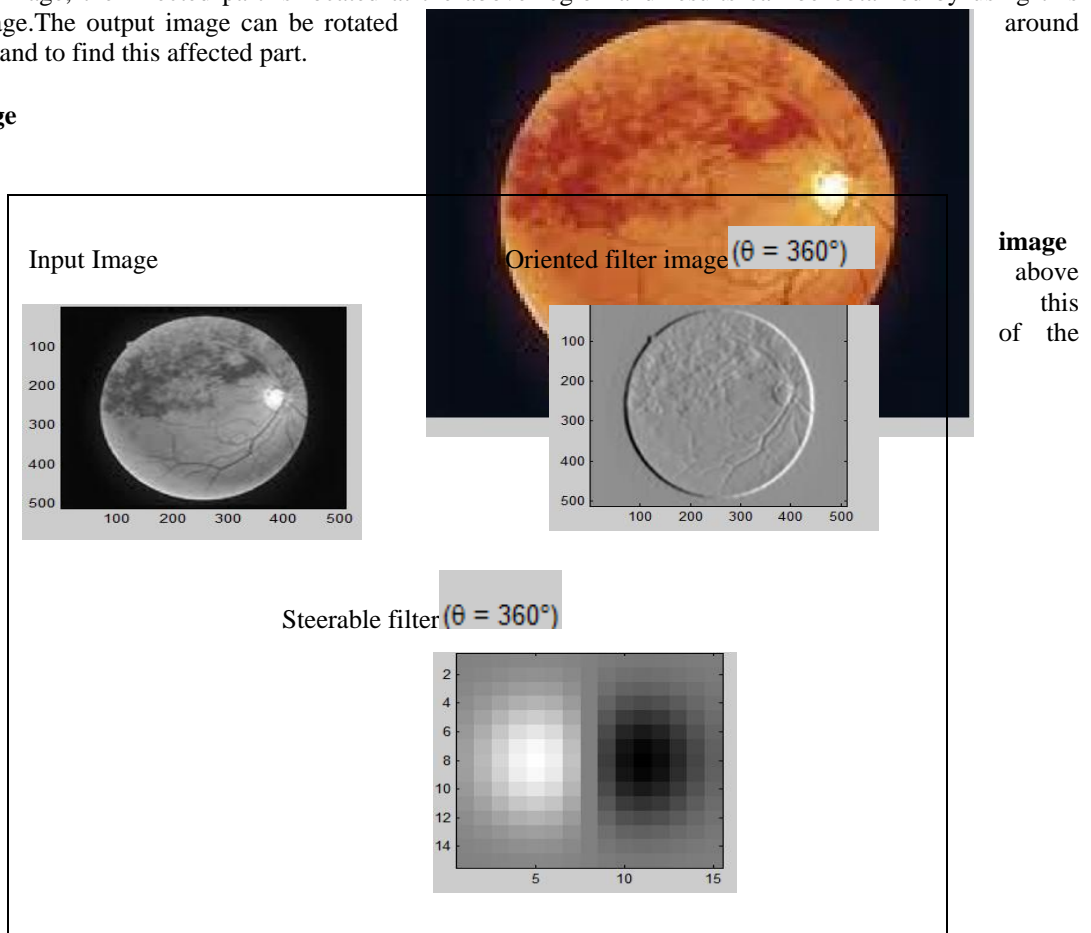 age.The output image can be rotated around
and to find this affected part.
ge
image
Input Image Oriented filter image (θ = 360°)
above
this
of the
100
200
300
400
500
100 200 300 400 500
100
200
300
400
500
100 200 300 400 500
Steerable filter (θ = 360°)
2
4
6
8
10
12
14
5 10 15